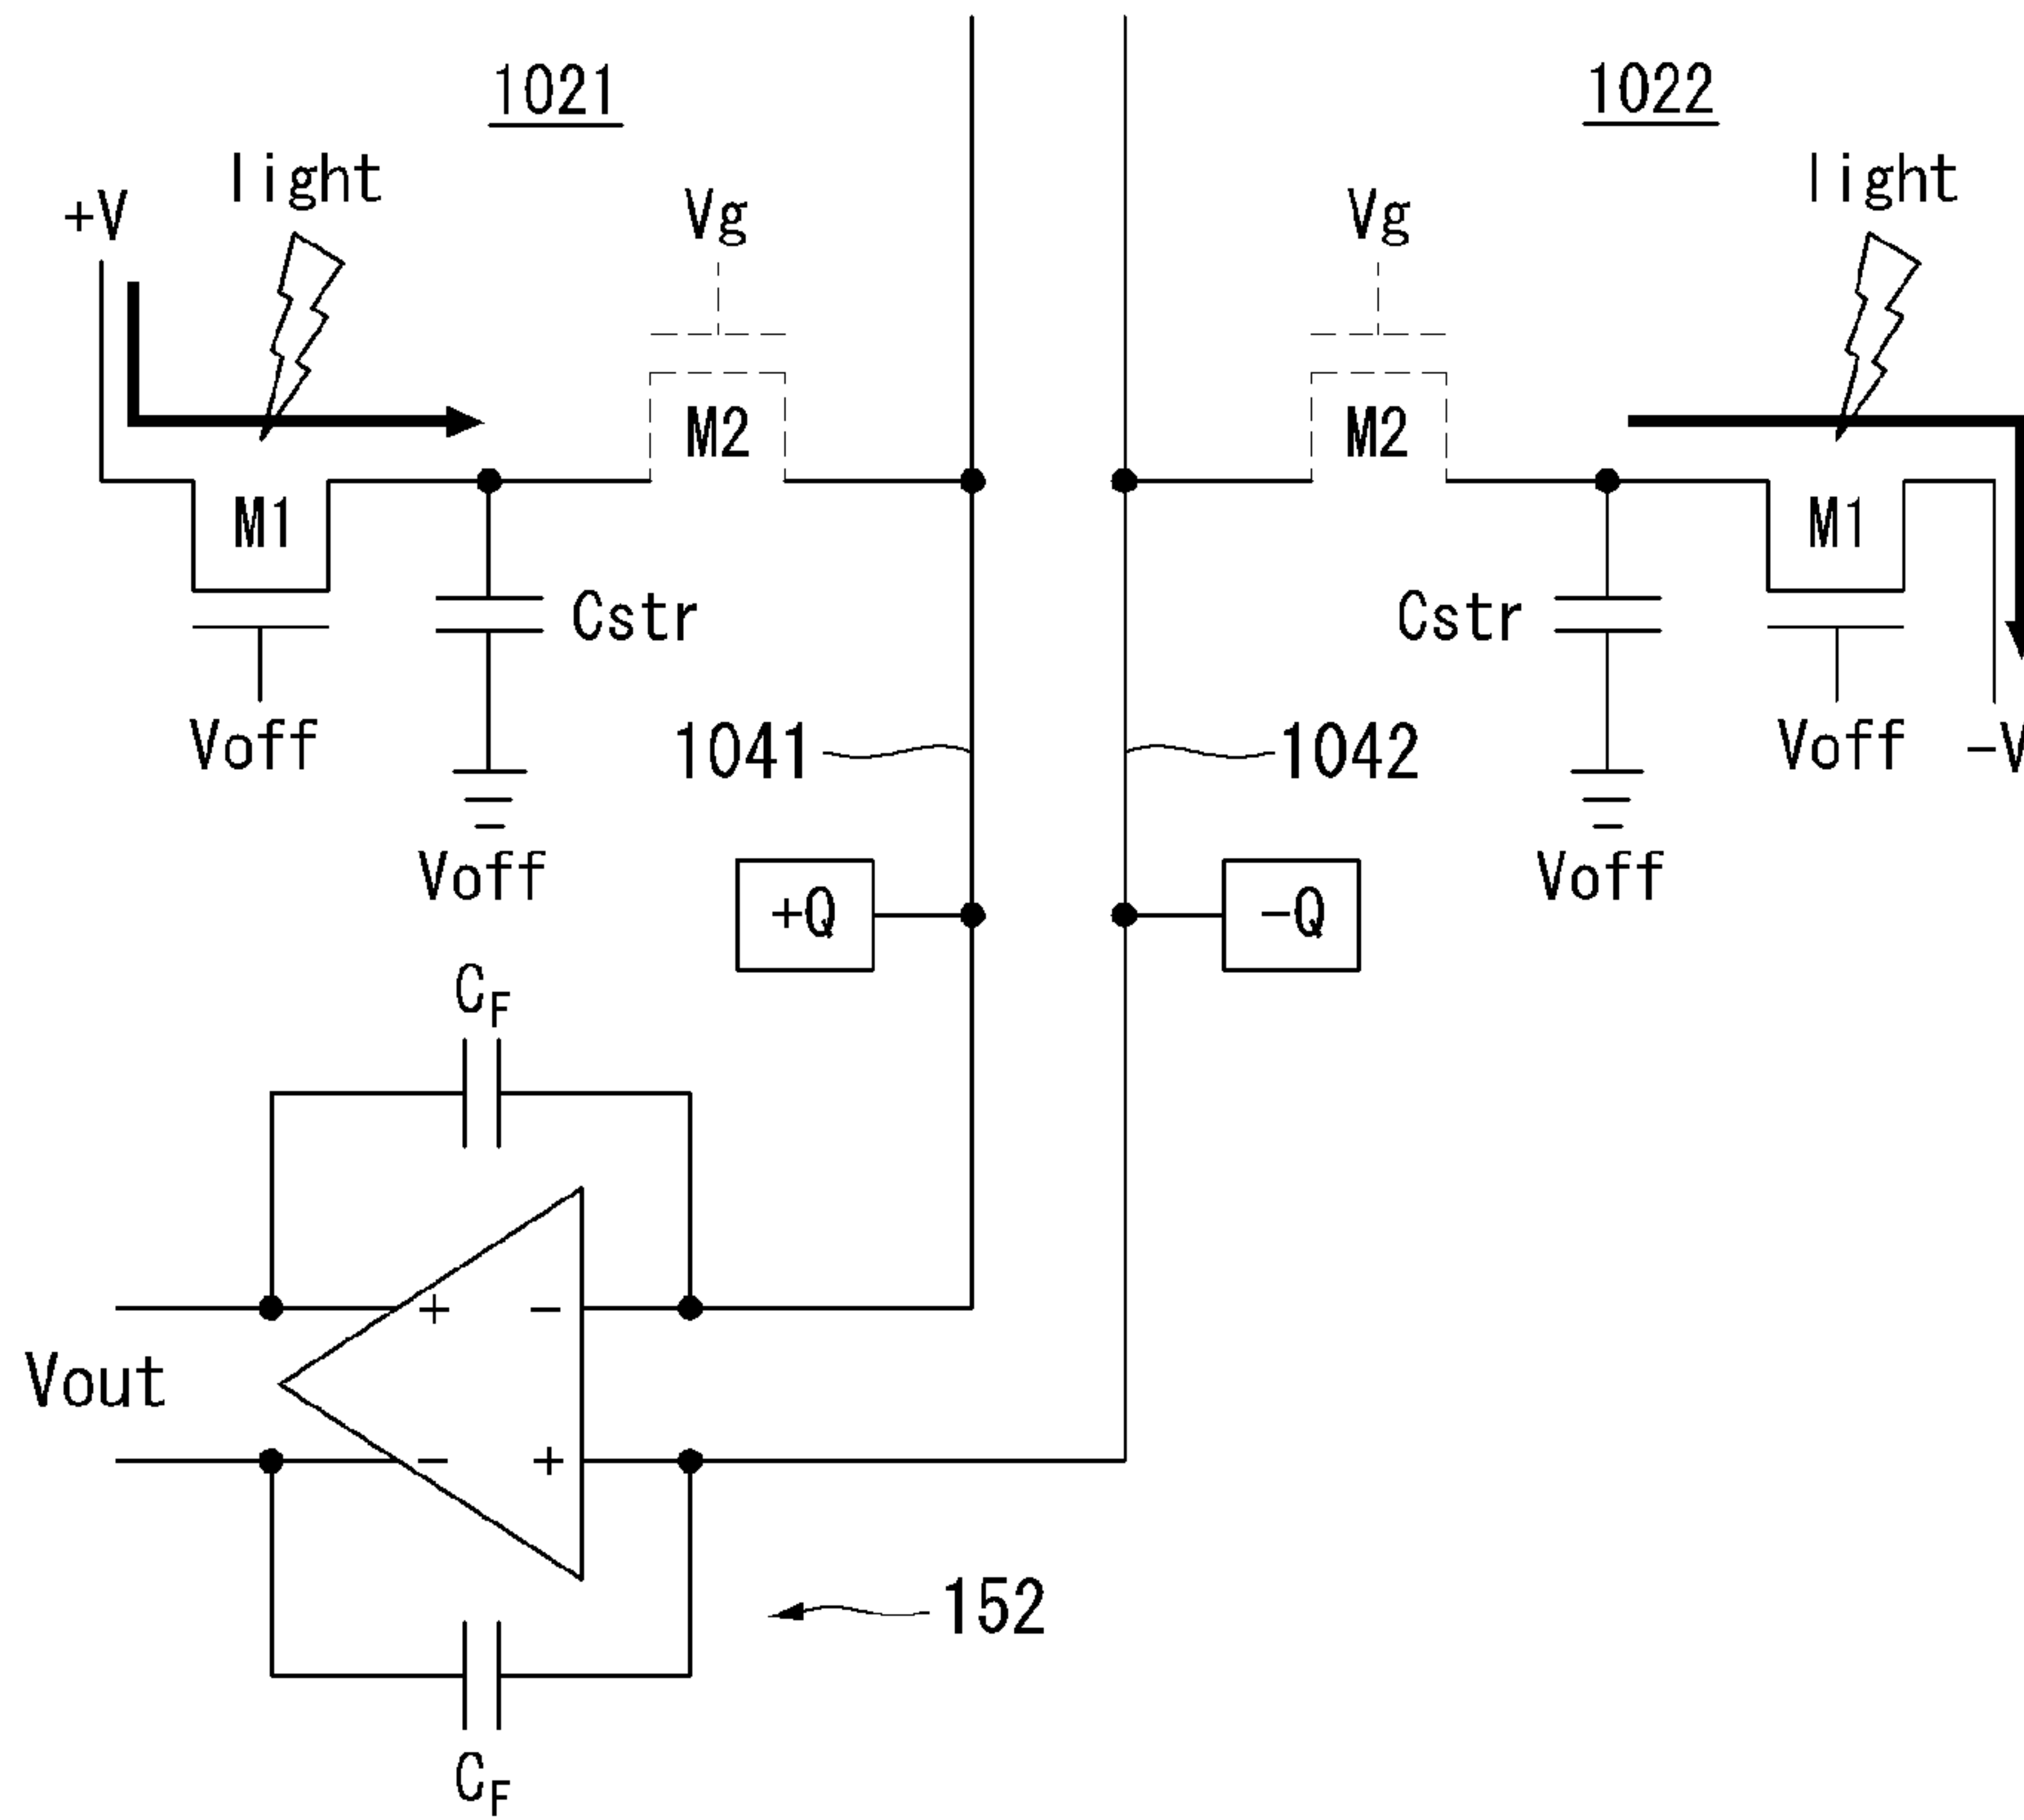 1021
1022
light
light
+V
Vg
Vg
M2
M2
M1
M1
Cstr
Cstr
Voff
1041
1042
Voff
-V
Voff
Voff
+Q
-Q
CF
+ -
Vout
- +
152
CF